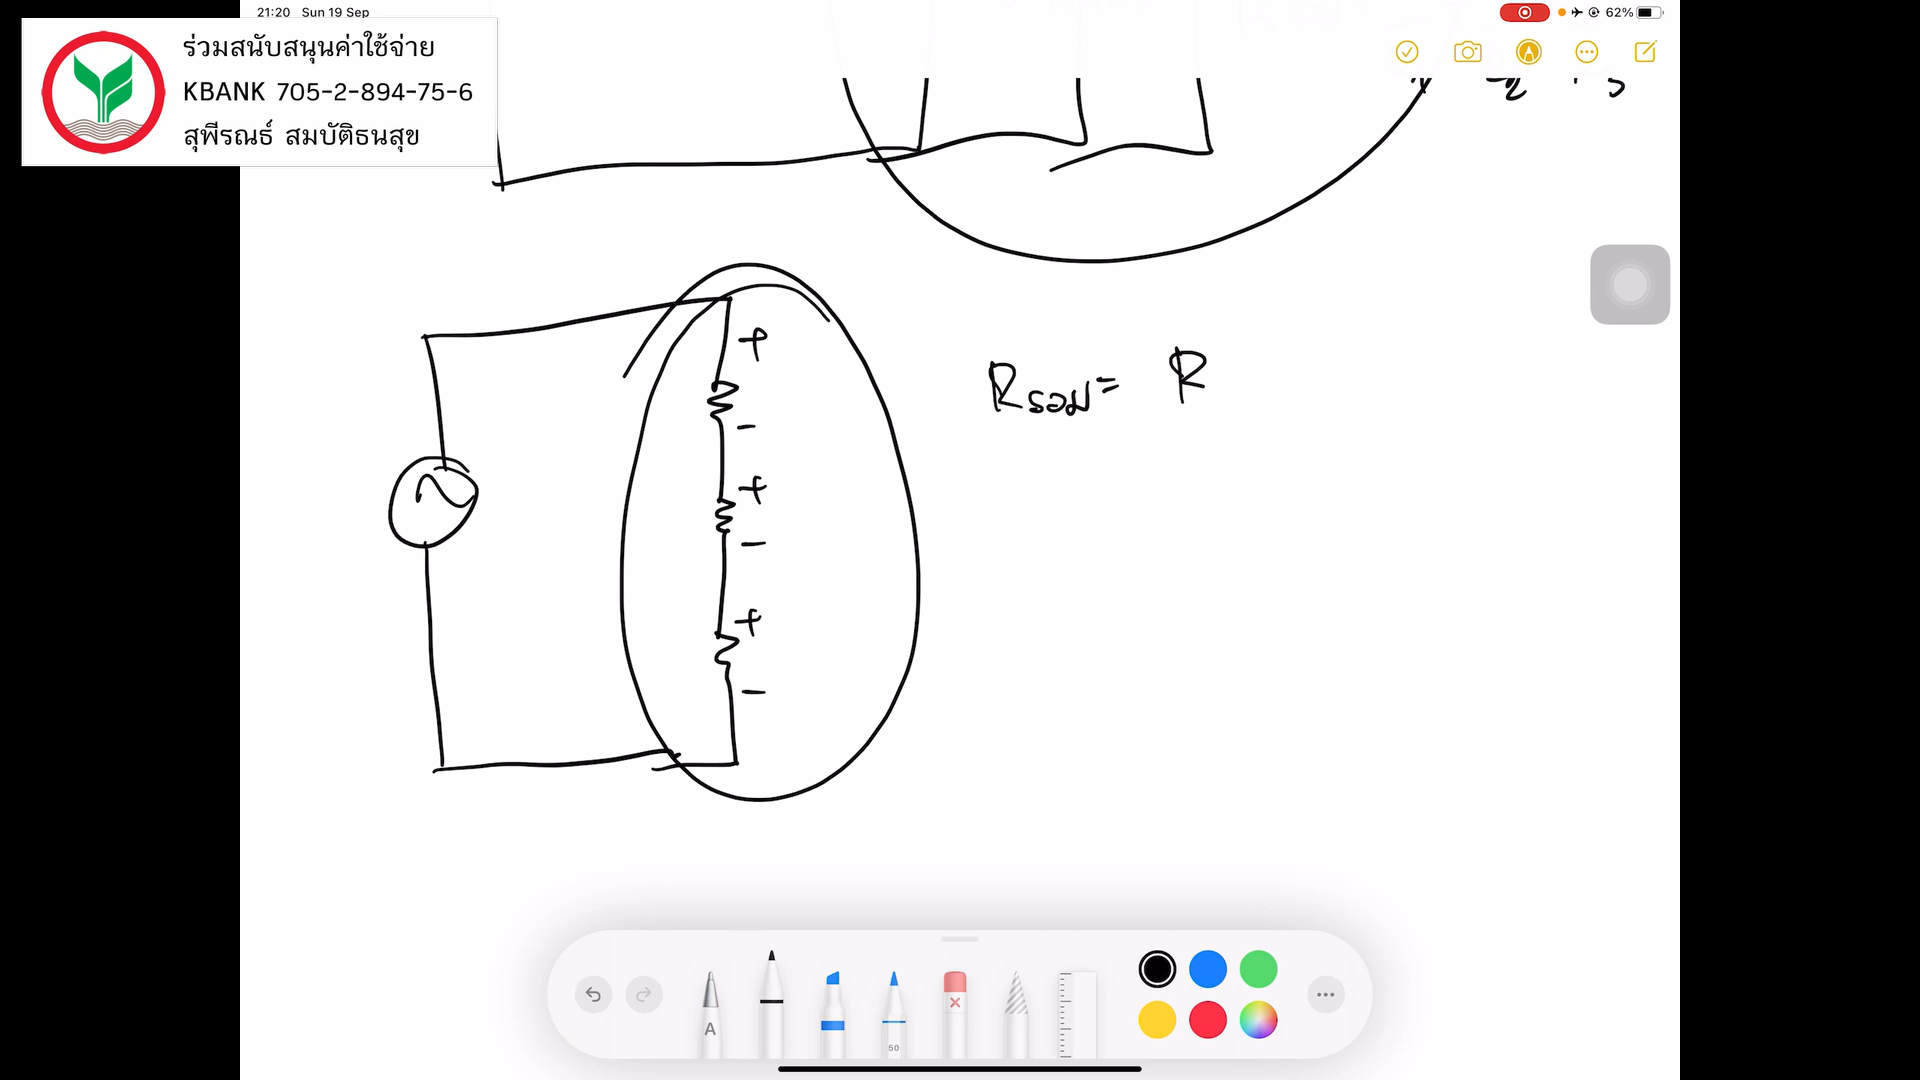 21:20 Sun 19 Sep
62%
ร่วมสนับสนุนค่าใช้จ่าย
KBANK 705-2-894-75-6
สุพีรณธ์ สมบัติธนสุข
+
-
+
-
+
-
Rรวม = R
A
50